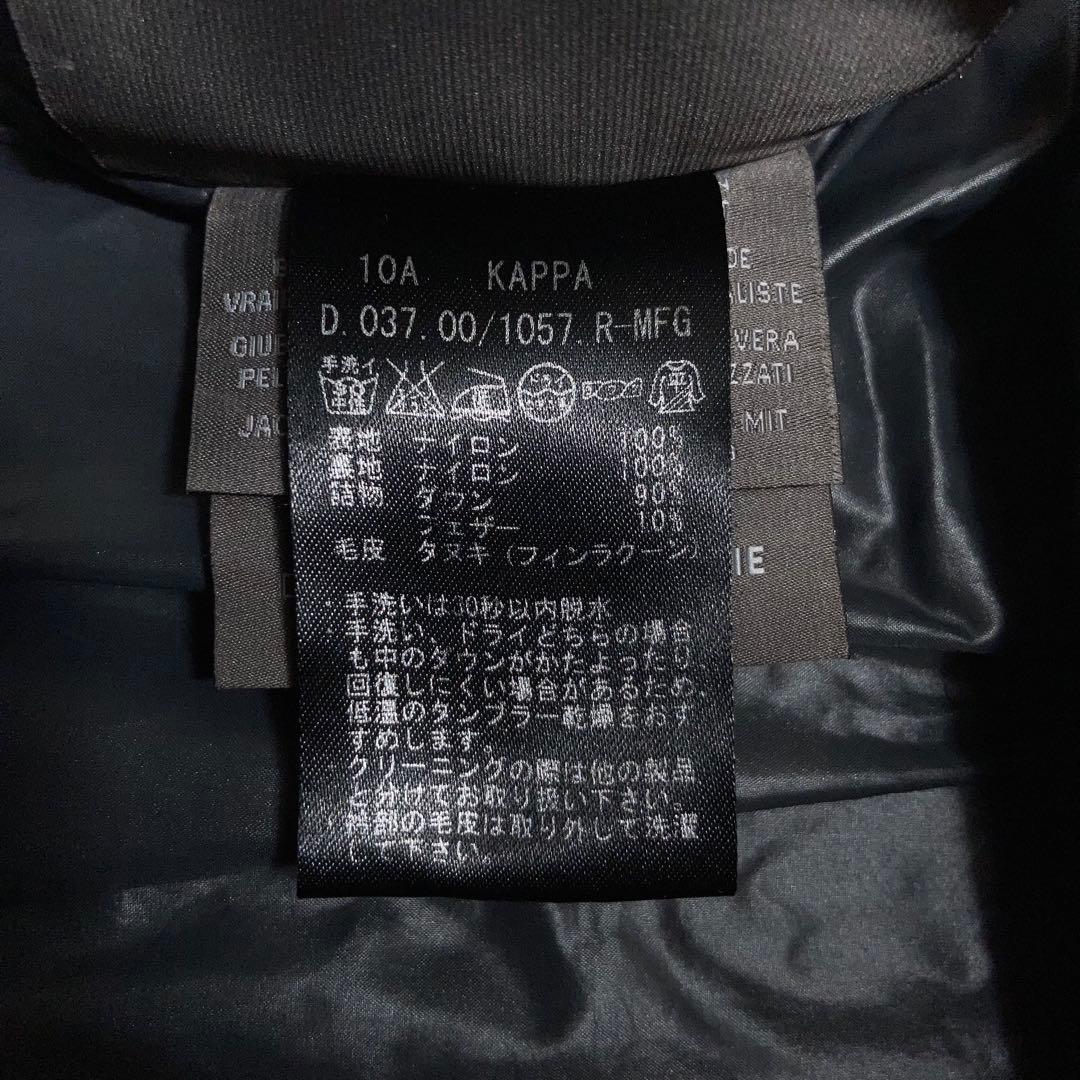 10A KAPPA
D.037.00/1057.R-MFG
手洗イ
中性
ドライ
平
表地 ナイロン 100%
裏地 ナイロン 100%
詰物 ダウン 90%
フェザー 10%
毛皮 タヌキ(フィンラクーン)
・手洗いは30秒以内脱水
・手洗い、ドライどちらの場合
も中のダウンがかたよったり
回復しにくい場合があるため、
低温のタンブラー乾燥をおす
すめします。
クリーニングの際は他の製品
と分けてお取り扱い下さい。
・衿部の毛皮は取り外して洗濯
して下さい。
VRAI
GIUB
PEL
JAC
DE
ALISTE
VERA
ZZATI
MIT
IE